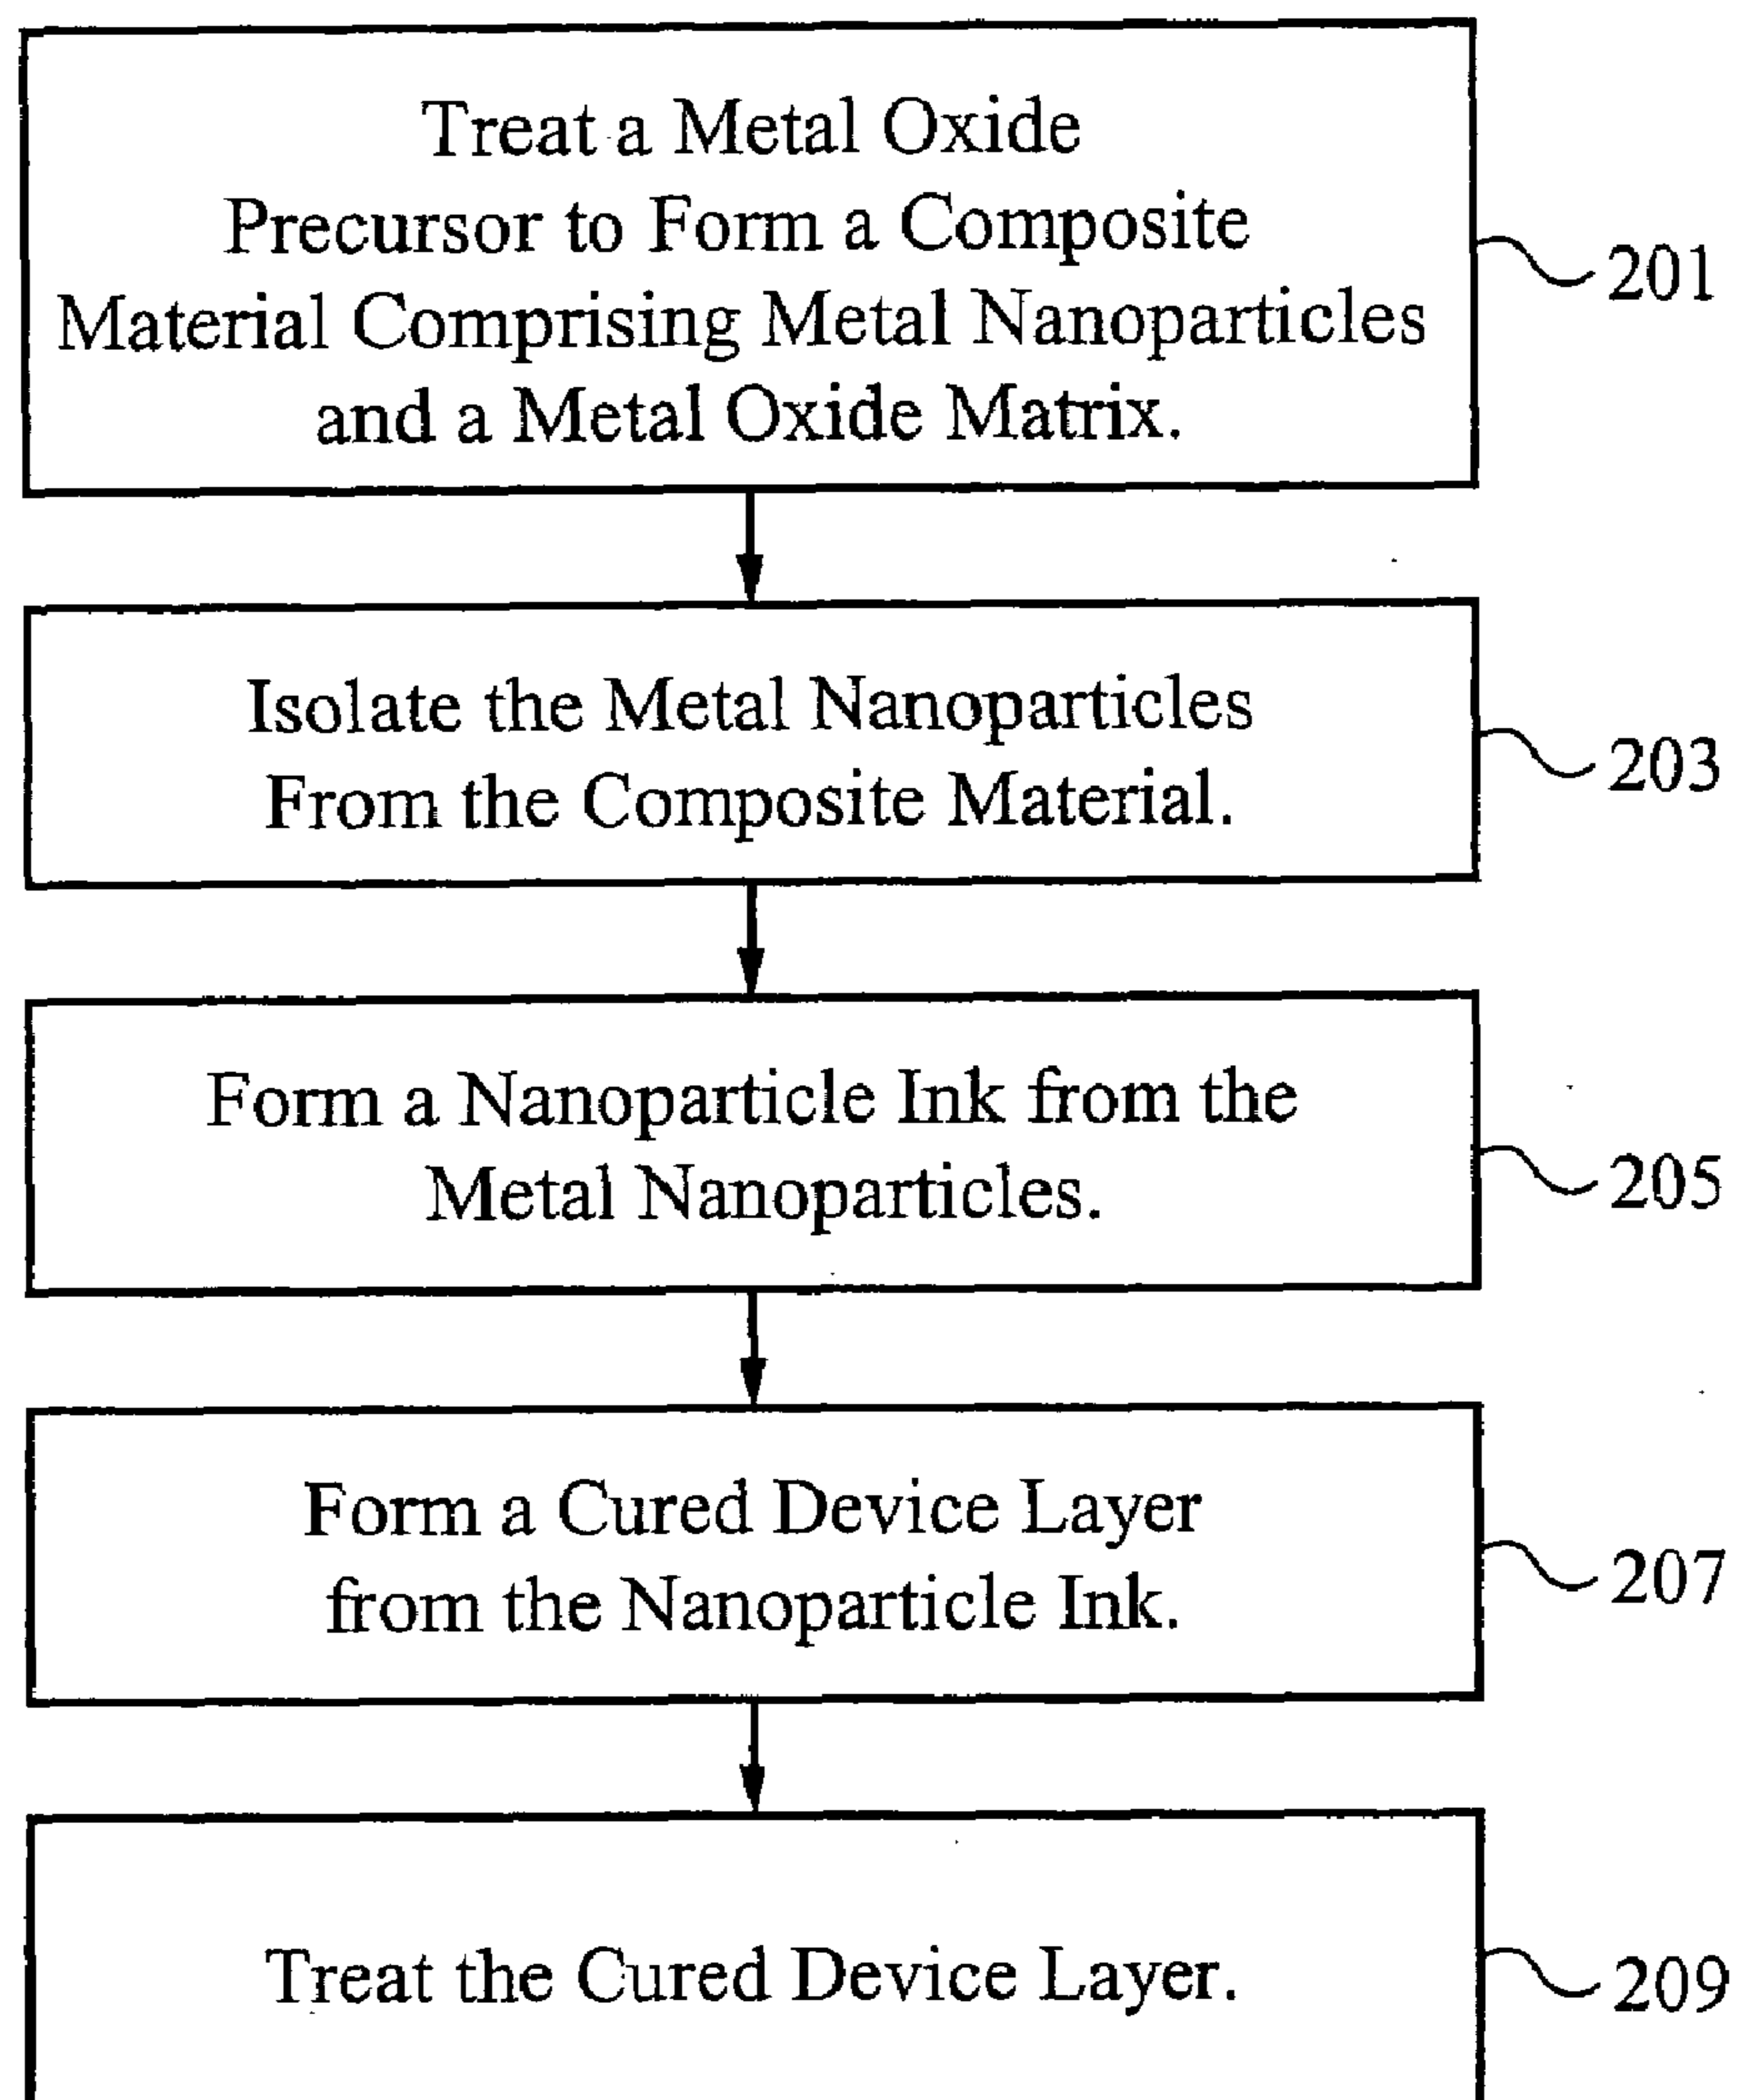 Treat a Metal Oxide
Precursor to Form a Composite
Material Comprising Metal Nanoparticles
and a Metal Oxide Matrix.
201
Isolate the Metal Nanoparticles
From the Composite Material.
203
Form a Nanoparticle Ink from the
Metal Nanoparticles.
205
Form a Cured Device Layer
from the Nanoparticle Ink.
207
Treat the Cured Device Layer.
209